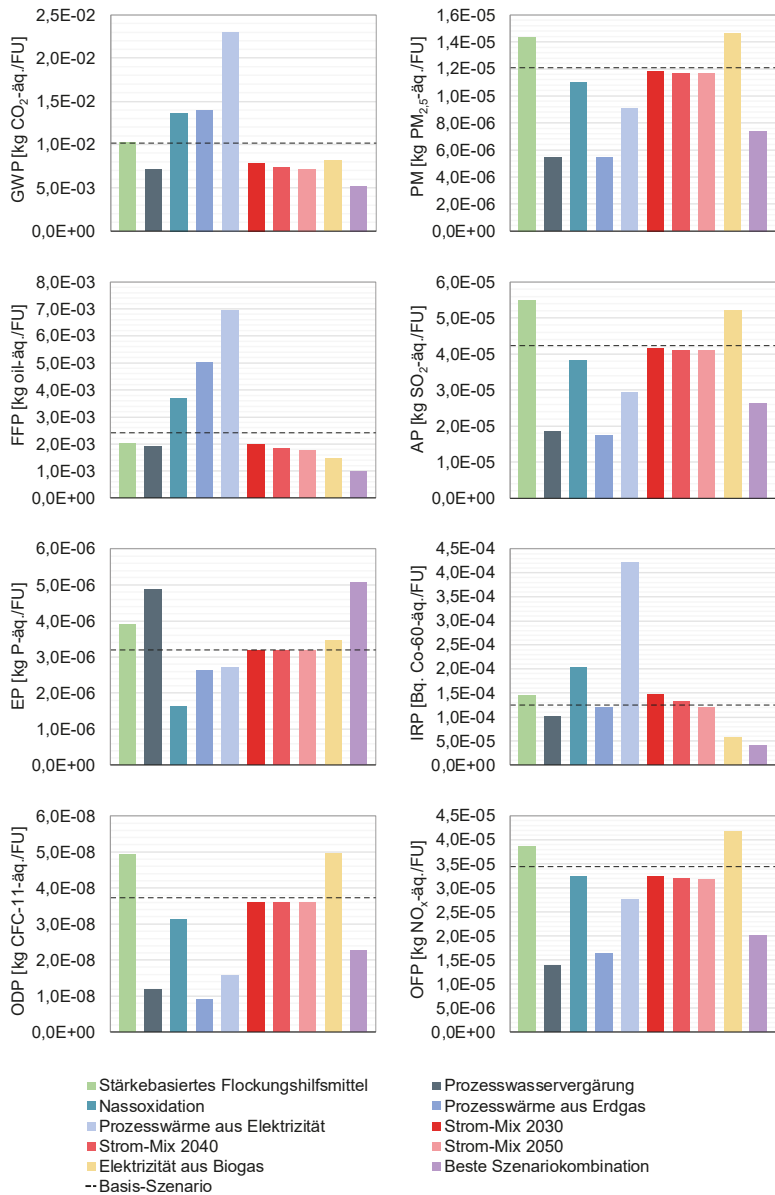 GWP [kg CO₂-äq./FU]
2,5E-02
2,0E-02
1,5E-02
1,0E-02
5,0E-03
0,0E+00
PM [kg PM₂,₅-äq./FU]
1,6E-05
1,4E-05
1,2E-05
1,0E-05
8,0E-06
6,0E-06
4,0E-06
2,0E-06
0,0E+00
FFP [kg oil-äq./FU]
8,0E-03
7,0E-03
6,0E-03
5,0E-03
4,0E-03
3,0E-03
2,0E-03
1,0E-03
0,0E+00
AP [kg SO₂-äq./FU]
6,0E-05
5,0E-05
4,0E-05
3,0E-05
2,0E-05
1,0E-05
0,0E+00
EP [kg P-äq./FU]
6,0E-06
5,0E-06
4,0E-06
3,0E-06
2,0E-06
1,0E-06
0,0E+00
IRP [Bq. Co-60-äq./FU]
4,5E-04
4,0E-04
3,5E-04
3,0E-04
2,5E-04
2,0E-04
1,5E-04
1,0E-04
5,0E-05
0,0E+00
ODP [kg CFC-11-äq./FU]
6,0E-08
5,0E-08
4,0E-08
3,0E-08
2,0E-08
1,0E-08
0,0E+00
OFP [kg NOₓ-äq./FU]
4,5E-05
4,0E-05
3,5E-05
3,0E-05
2,5E-05
2,0E-05
1,5E-05
1,0E-05
5,0E-06
0,0E+00
Stärkebasiertes Flockungshilfsmittel
Prozesswasservergärung
Nassoxidation
Prozesswärme aus Erdgas
Prozesswärme aus Elektrizität
Strom-Mix 2030
Strom-Mix 2040
Strom-Mix 2050
Elektrizität aus Biogas
Beste Szenariokombination
Basis-Szenario